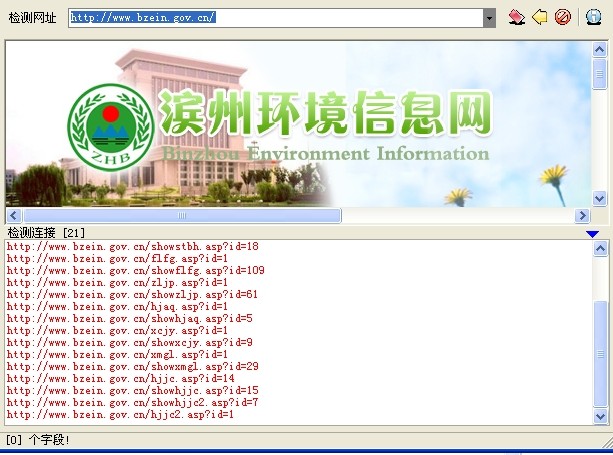 检测网址 http://www.bzein.gov.cn/
滨州环境信息网
Binzhou Environment Information
ZHB
检测连接 [21]
http://www.bzein.gov.cn/showstbh.asp?id=18
http://www.bzein.gov.cn/flfg.asp?id=1
http://www.bzein.gov.cn/showflfg.asp?id=109
http://www.bzein.gov.cn/zljp.asp?id=1
http://www.bzein.gov.cn/showzljp.asp?id=61
http://www.bzein.gov.cn/hjaq.asp?id=1
http://www.bzein.gov.cn/showhjaq.asp?id=5
http://www.bzein.gov.cn/xcjy.asp?id=1
http://www.bzein.gov.cn/showxcjy.asp?id=9
http://www.bzein.gov.cn/xmgl.asp?id=1
http://www.bzein.gov.cn/showxmgl.asp?id=29
http://www.bzein.gov.cn/hjjc.asp?id=14
http://www.bzein.gov.cn/showhjjc.asp?id=15
http://www.bzein.gov.cn/showhjjc2.asp?id=7
http://www.bzein.gov.cn/hjjc2.asp?id=1
[0] 个字段!